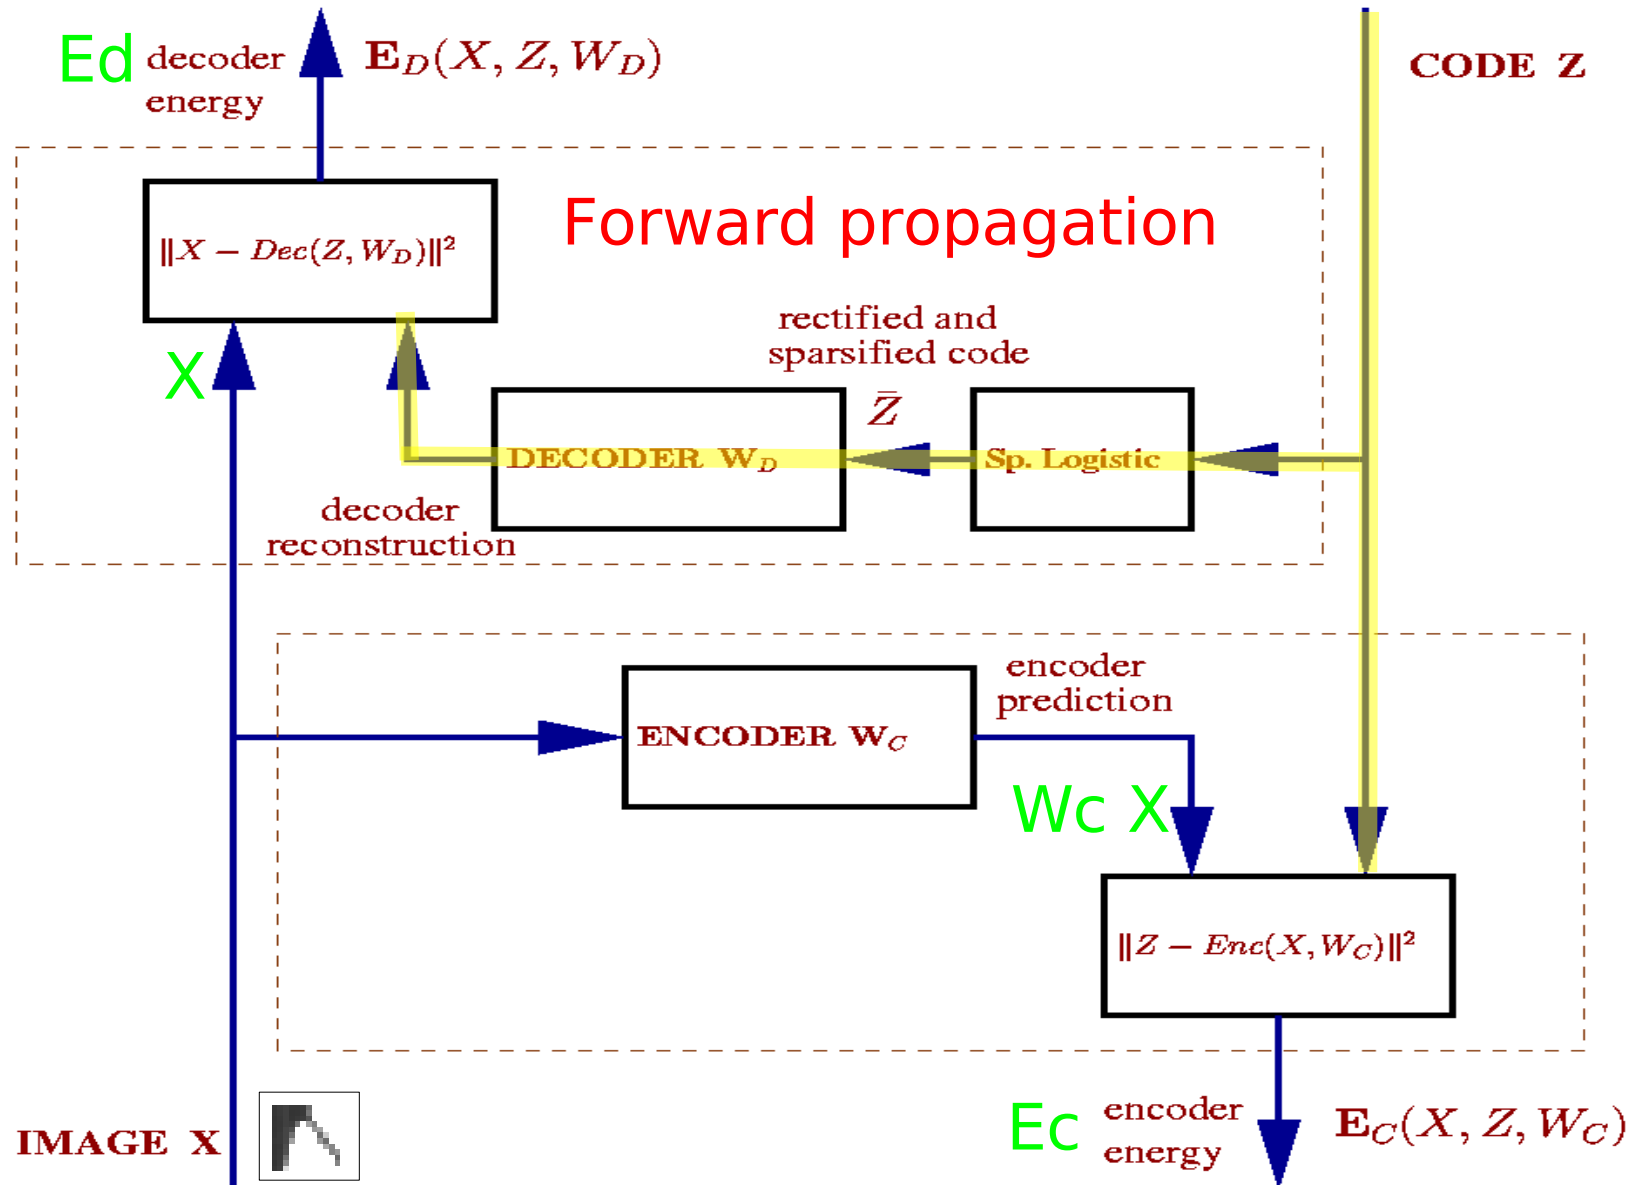 Ed
decoder
energy
E_D(X, Z, W_D)
CODE Z
‖X − Dec(Z, W_D)‖²
Forward propagation
rectified and
sparsified code
X
Z̄
DECODER W_D
Sp. Logistic
decoder
reconstruction
encoder
prediction
ENCODER W_C
Wc X
‖Z − Enc(X, W_C)‖²
IMAGE X
Ec
encoder
energy
E_C(X, Z, W_C)